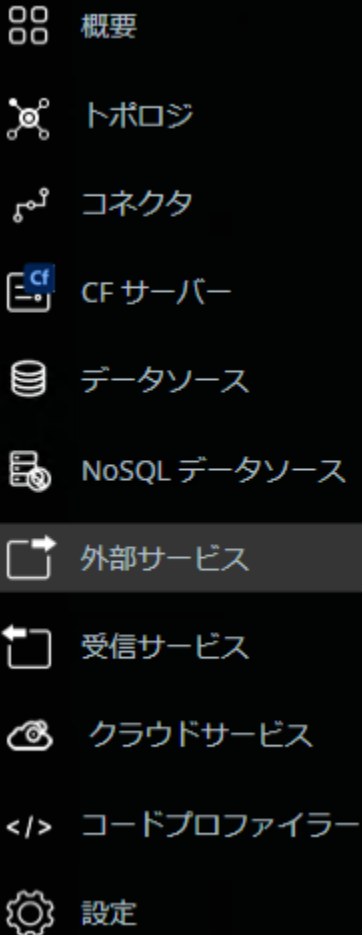 概要
トポロジ
コネクタ
Cf
CF サーバー
データソース
NoSQL データソース
外部サービス
受信サービス
クラウドサービス
</> コードプロファイラー
設定